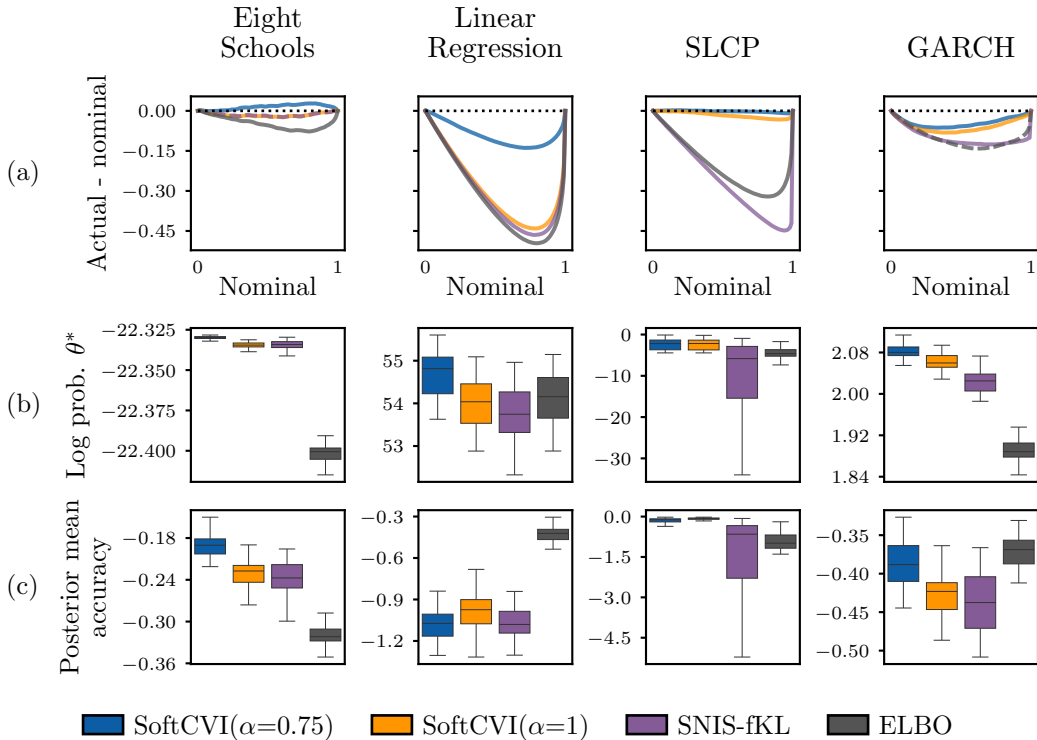 Eight Schools
Linear Regression
SLCP
GARCH
(a)
Actual - nominal
0.00
−0.15
−0.30
−0.45
0 1
Nominal
0 1
Nominal
0 1
Nominal
0 1
Nominal
(b)
Log prob. θ*
−22.325
−22.350
−22.375
−22.400
55
54
53
0
−10
−20
−30
2.08
2.00
1.92
1.84
(c)
Posterior mean accuracy
−0.18
−0.24
−0.30
−0.36
−0.3
−0.6
−0.9
−1.2
0.0
−1.5
−3.0
−4.5
−0.35
−0.40
−0.45
−0.50
SoftCVI(α=0.75) SoftCVI(α=1) SNIS-fKL ELBO